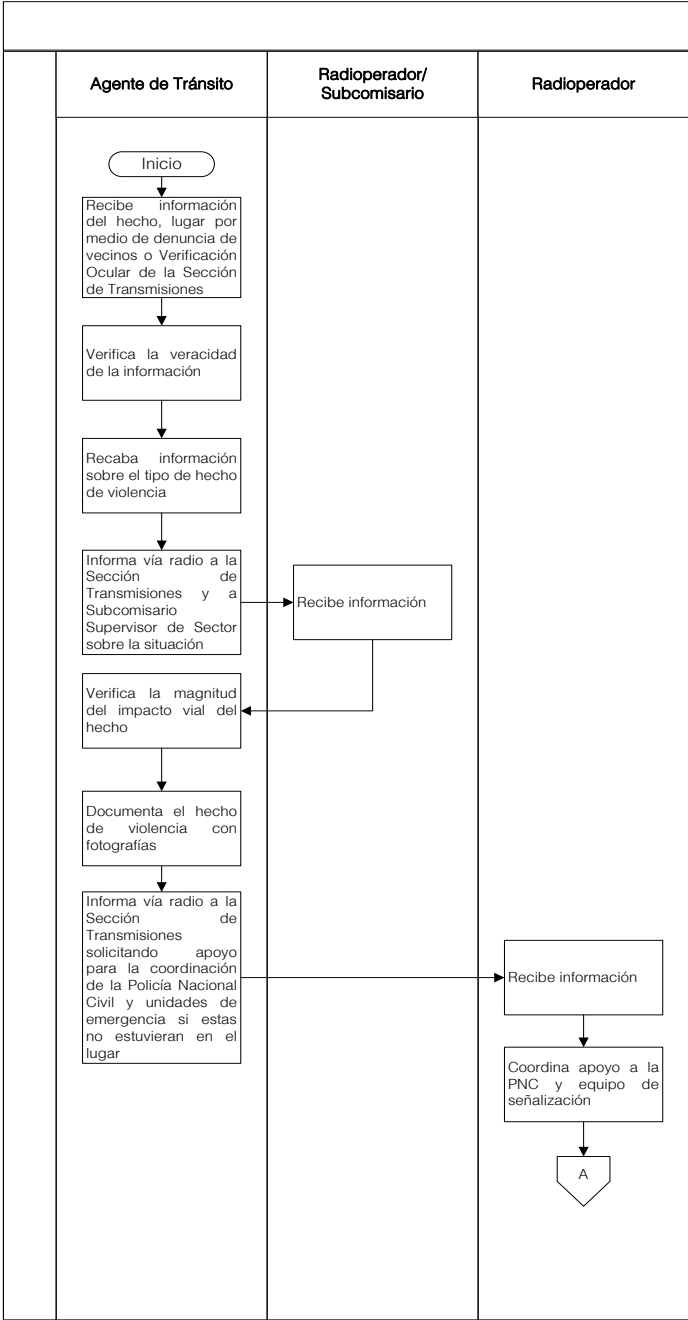 Agente de Tránsito
Radioperador/
Subcomisario
Radioperador
Inicio
Recibe información
del hecho, lugar por
medio de denuncia de
vecinos o Verificación
Ocular de la Sección
de Transmisiones
Verifica la veracidad
de la información
Recaba información
sobre el tipo de hecho
de violencia
Informa vía radio a la
Sección de
Transmisiones y a
Subcomisario
Supervisor de Sector
sobre la situación
Recibe información
Verifica la magnitud
del impacto vial del
hecho
Documenta el hecho
de violencia con
fotografías
Informa vía radio a la
Sección de
Transmisiones
solicitando apoyo
para la coordinación
de la Policía Nacional
Civil y unidades de
emergencia si estas
no estuvieran en el
lugar
Recibe información
Coordina apoyo a la
PNC y equipo de
señalización
A